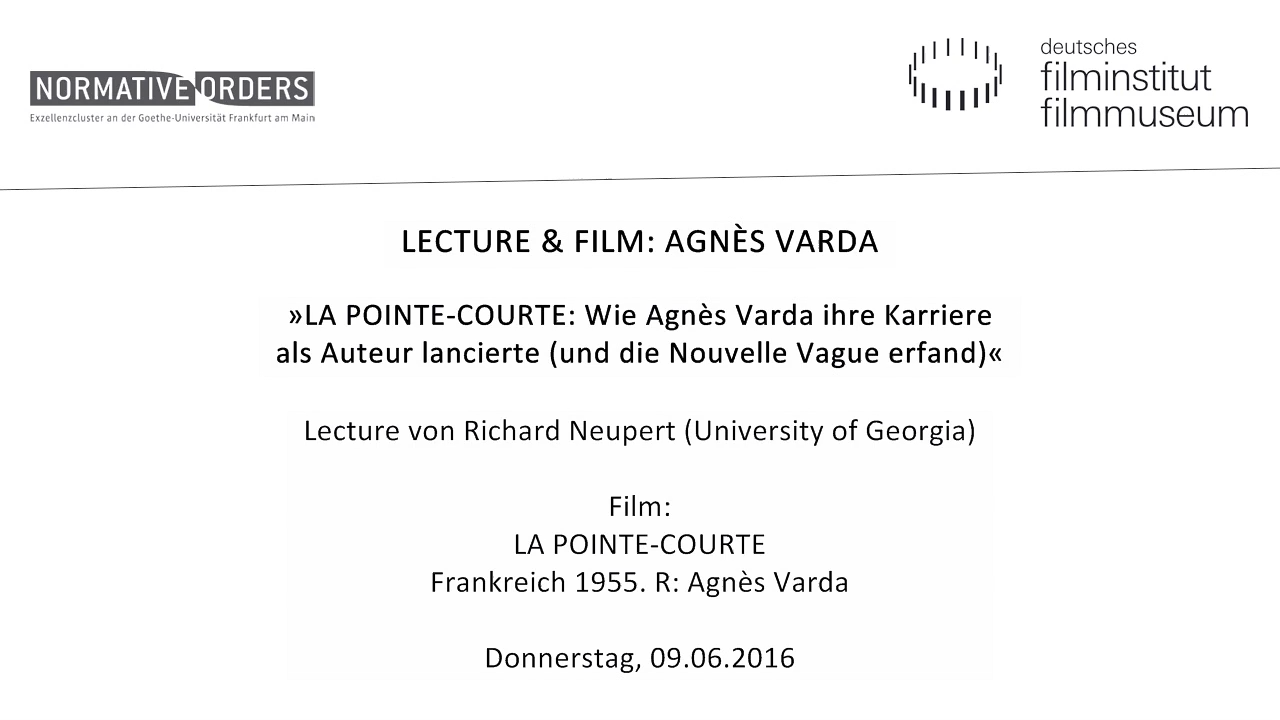 NORMATIVE ORDERS
Exzellenzcluster an der Goethe-Universität Frankfurt am Main
deutsches
filminstitut
filmmuseum
LECTURE & FILM: AGNÈS VARDA
»LA POINTE-COURTE: Wie Agnès Varda ihre Karriere
als Auteur lancierte (und die Nouvelle Vague erfand)«
Lecture von Richard Neupert (University of Georgia)
Film:
LA POINTE-COURTE
Frankreich 1955. R: Agnès Varda
Donnerstag, 09.06.2016